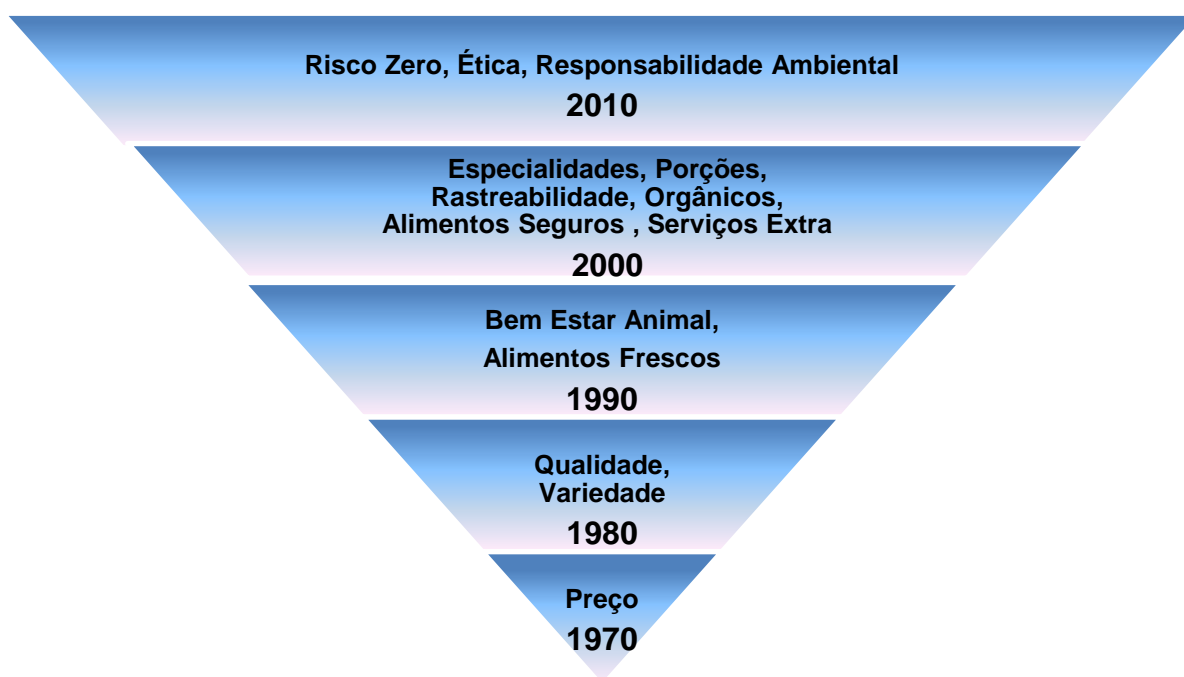 Risco Zero, Ética, Responsabilidade Ambiental
2010
Especialidades, Porções,
Rastreabilidade, Orgânicos,
Alimentos Seguros , Serviços Extra
2000
Bem Estar Animal,
Alimentos Frescos
1990
Qualidade,
Variedade
1980
Preço
1970